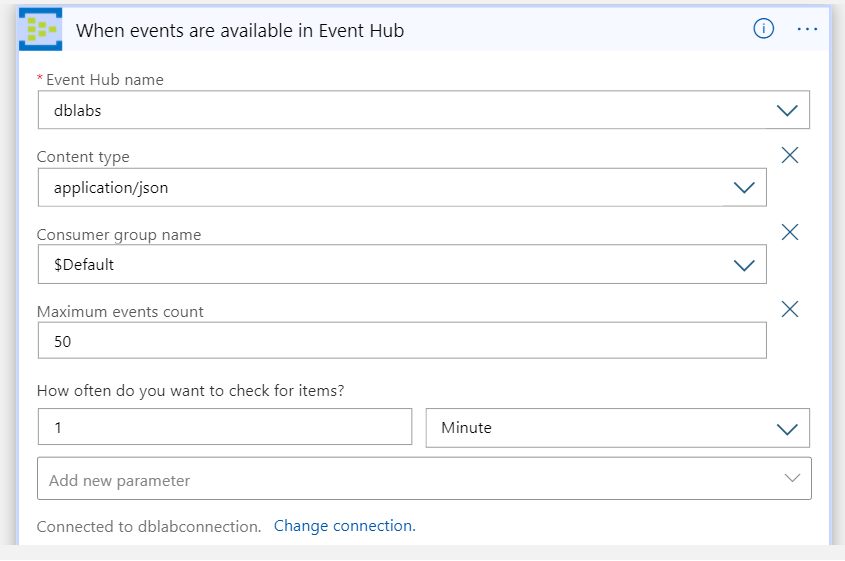 When events are available in Event Hub
* Event Hub name
dblabs
Content type
application/json
Consumer group name
$Default
Maximum events count
50
How often do you want to check for items?
1 Minute
Add new parameter
Connected to dblabconnection. Change connection.